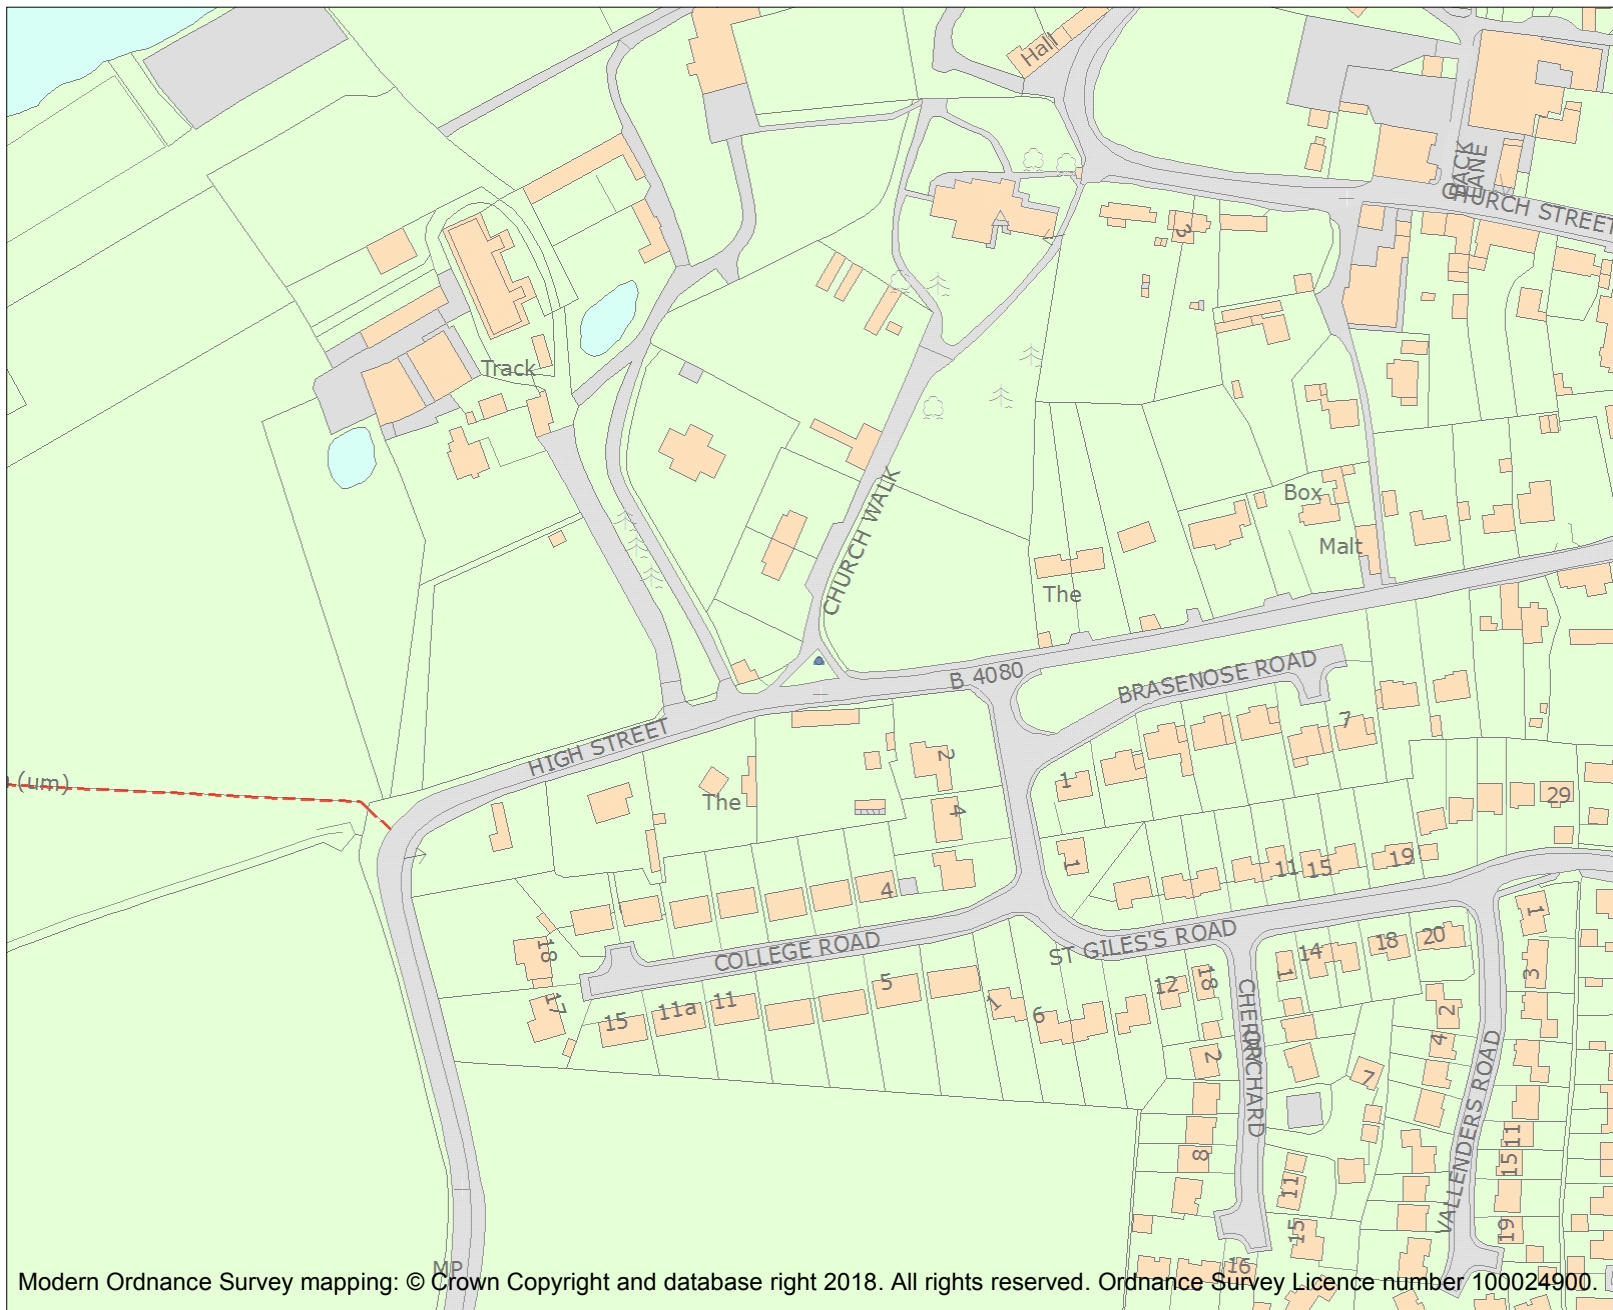 Hall
BACK
LANE
CHURCH STREET
3
Track
CHURCH WALK
Box
Malt
The
B 4080
BRASENOSE ROAD
7
HIGH STREET
(um)
2
1
The
29
4
1
11
15
19
4
18
COLLEGE ROAD
ST GILES'S ROAD
14
18
20
1
1
3
17
15
11a
11
5
1
6
12
18
CHERRY
ORCHARD
2
4
2
7
VALLENDERS ROAD
11
15
8
11
15
19
16
MP
Modern Ordnance Survey mapping: © Crown Copyright and database right 2018. All rights reserved. Ordnance Survey Licence number 100024900.